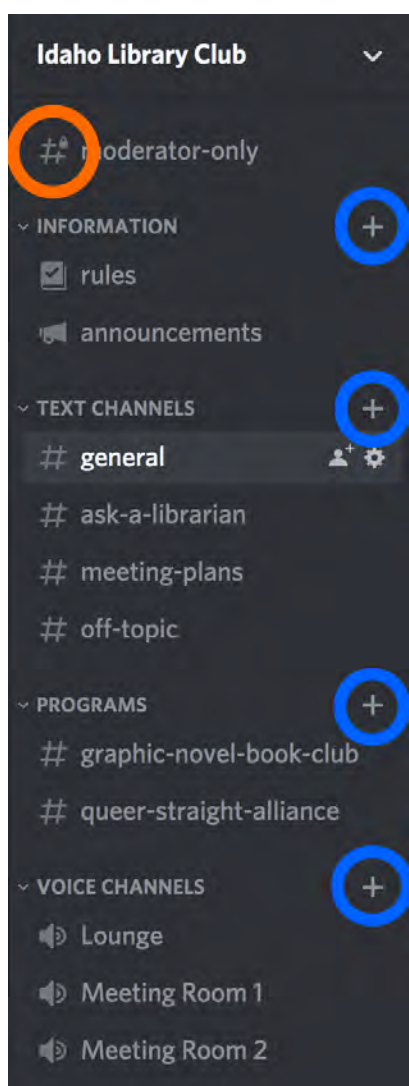 Idaho Library Club
moderator-only
INFORMATION
rules
announcements
TEXT CHANNELS
# general
# ask-a-librarian
# meeting-plans
# off-topic
PROGRAMS
# graphic-novel-book-club
# queer-straight-alliance
VOICE CHANNELS
Lounge
Meeting Room 1
Meeting Room 2